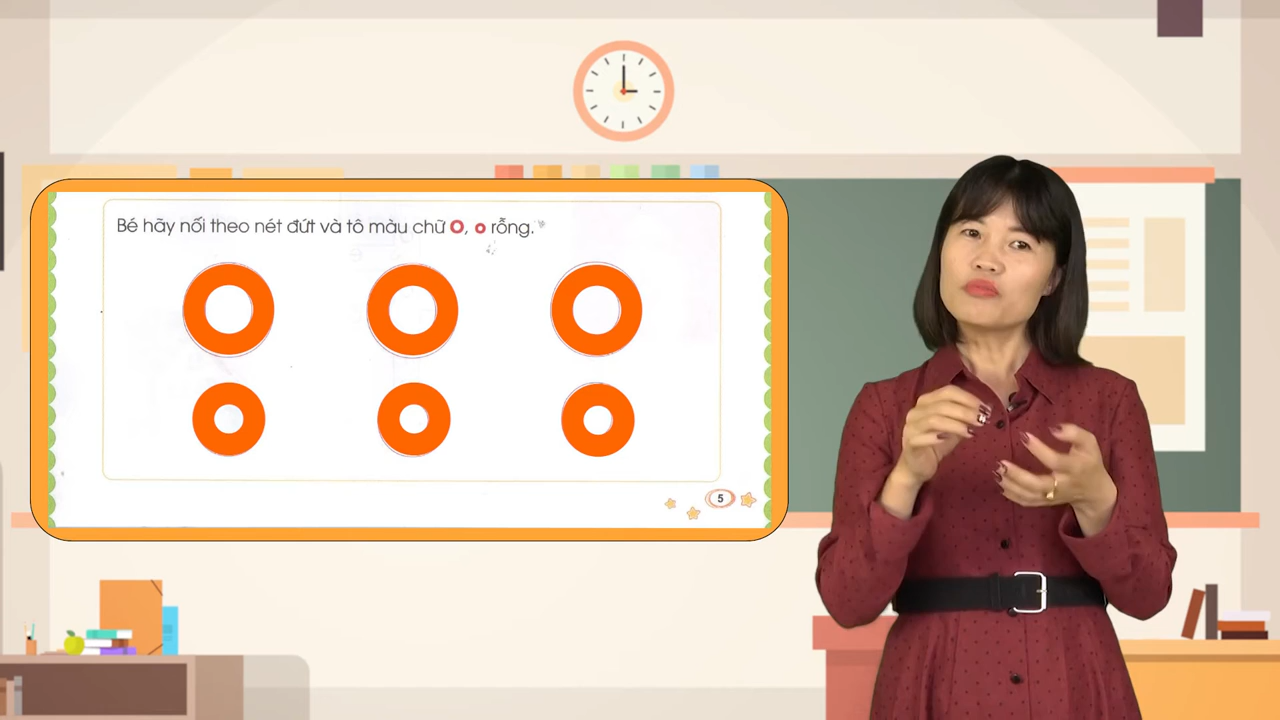 Bé hãy nối theo nét đứt và tô màu chữ O, o rỗng.
5